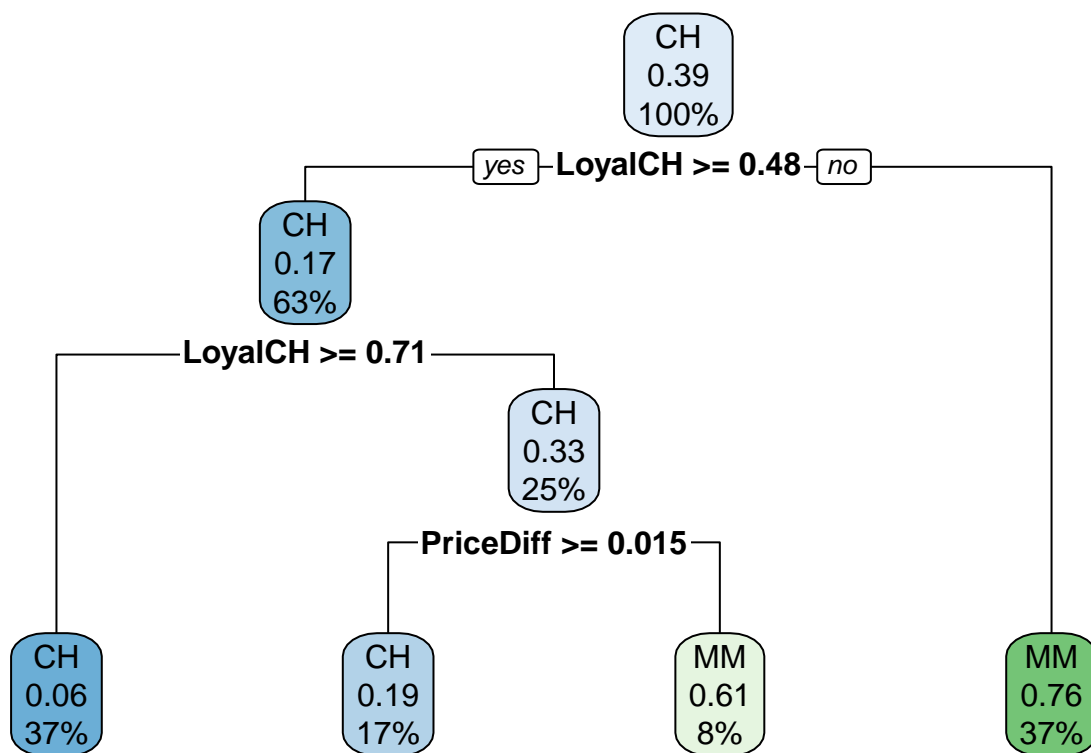 CH
0.39
100%
yes LoyalCH >= 0.48 no
CH
0.17
63%
LoyalCH >= 0.71
CH
0.33
25%
PriceDiff >= 0.015
CH
0.06
37%
CH
0.19
17%
MM
0.61
8%
MM
0.76
37%